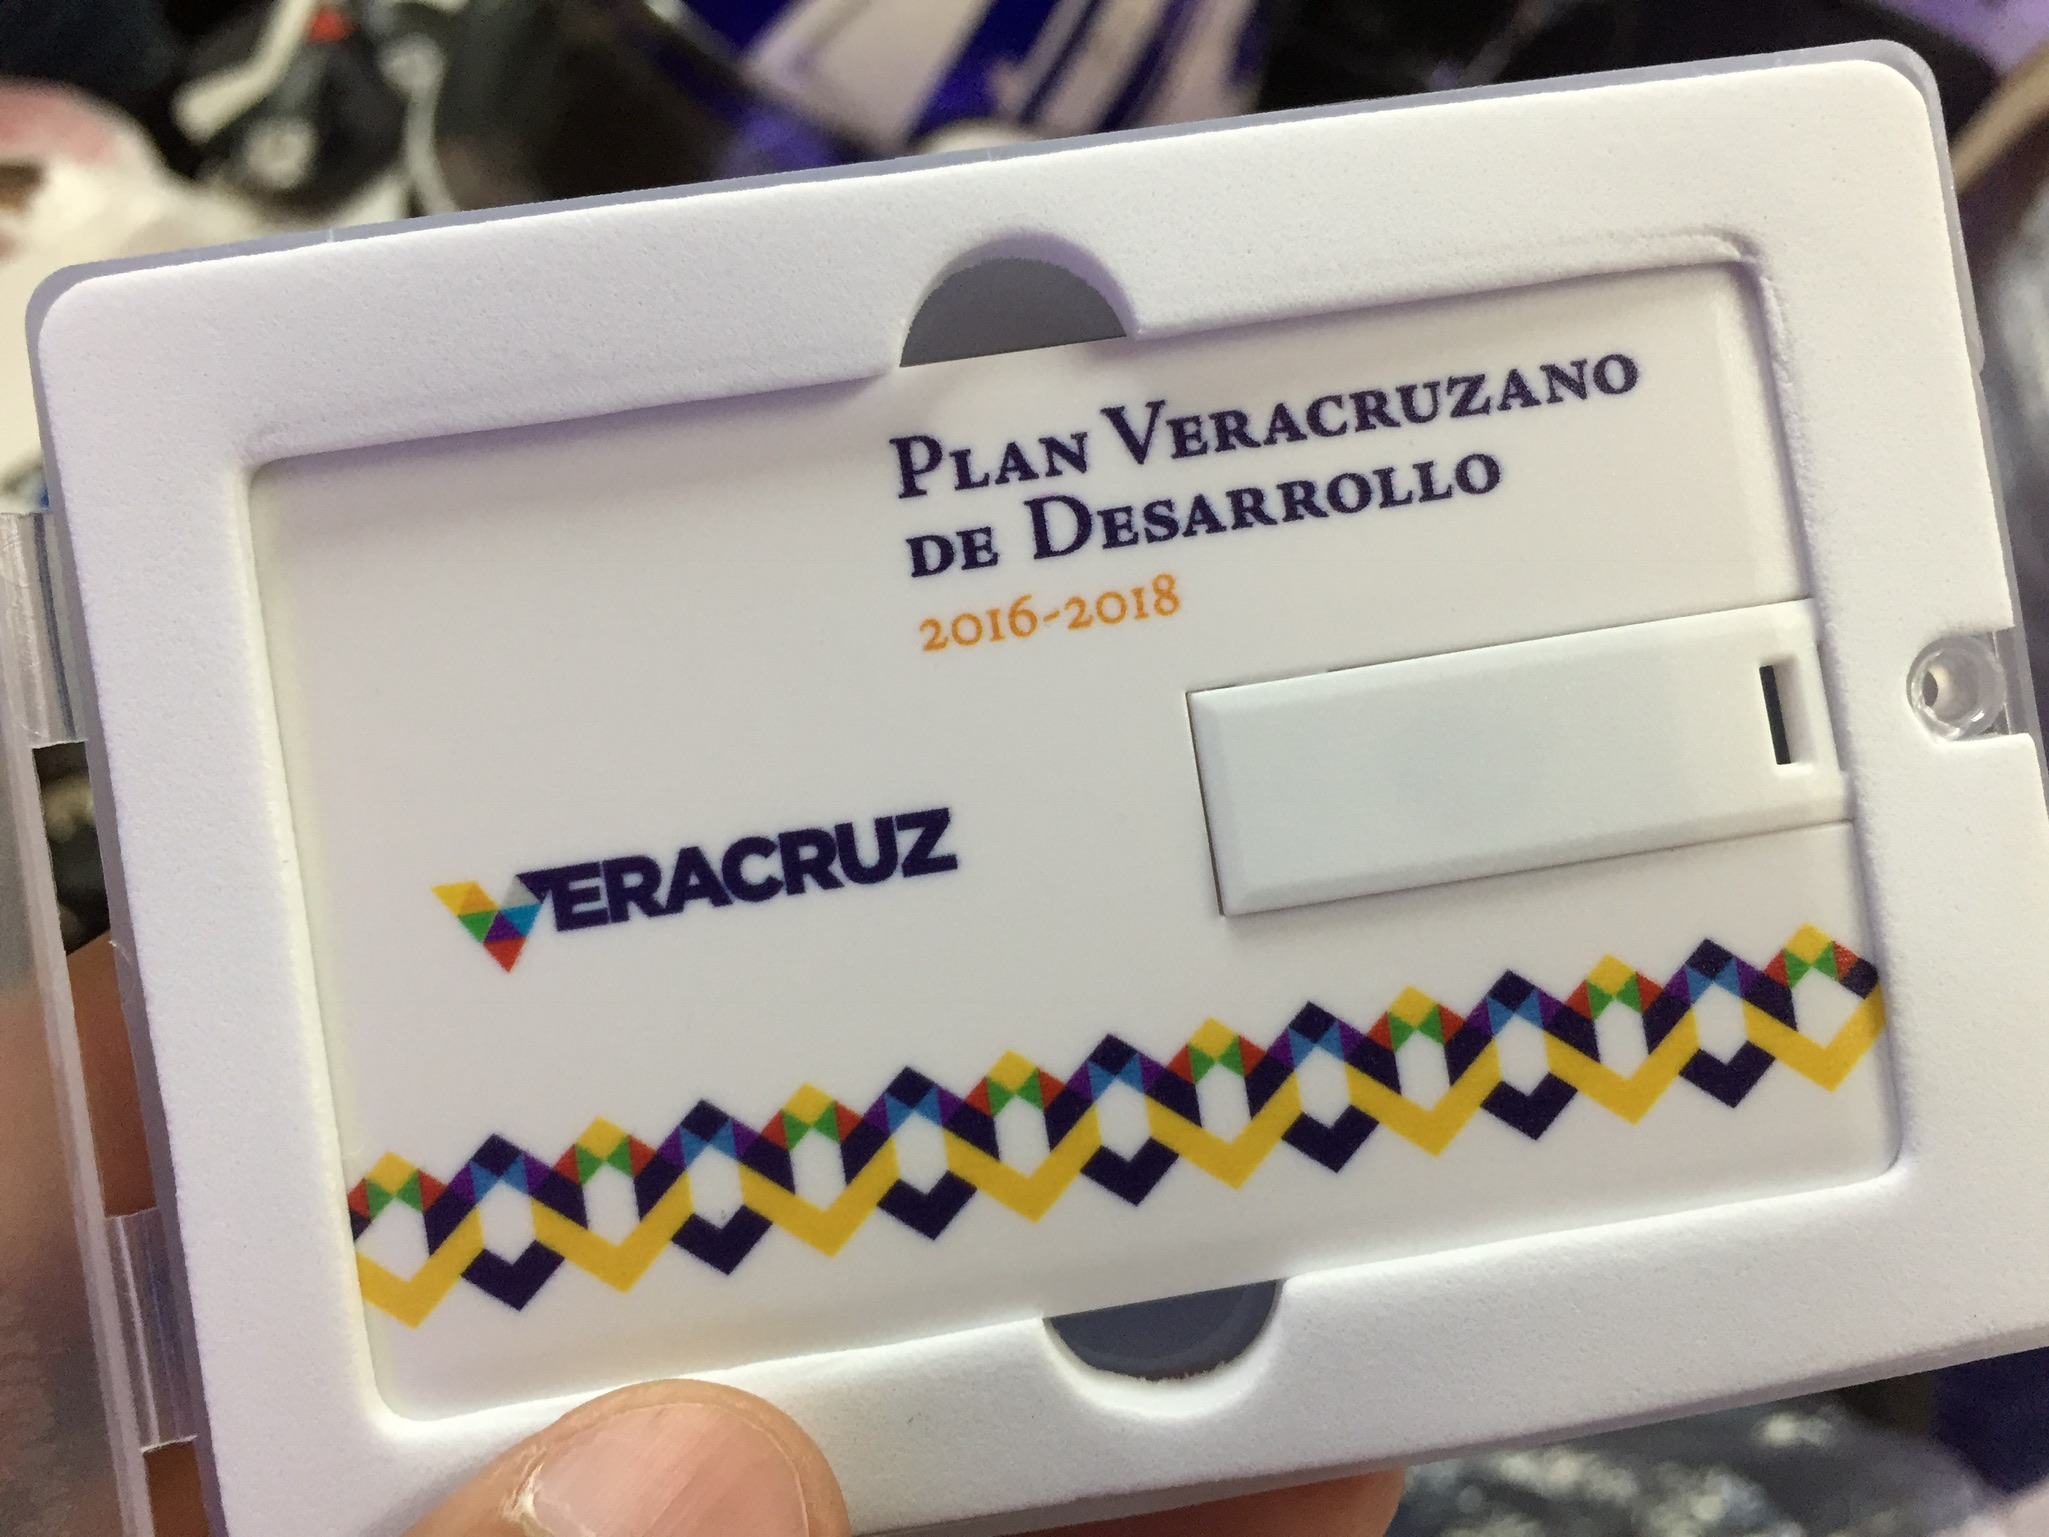 Plan Veracruzano
de Desarrollo
2016-2018
VERACRUZ